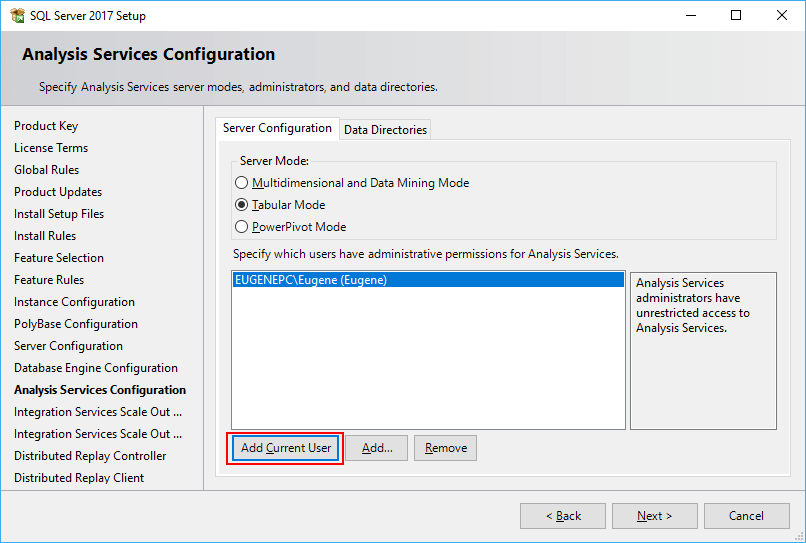 SQL Server 2017 Setup
Analysis Services Configuration
Specify Analysis Services server modes, administrators, and data directories.
Product Key
License Terms
Global Rules
Product Updates
Install Setup Files
Install Rules
Feature Selection
Feature Rules
Instance Configuration
PolyBase Configuration
Server Configuration
Database Engine Configuration
Analysis Services Configuration
Integration Services Scale Out ...
Integration Services Scale Out ...
Distributed Replay Controller
Distributed Replay Client
Server Configuration
Data Directories
Server Mode:
Multidimensional and Data Mining Mode
Tabular Mode
PowerPivot Mode
Specify which users have administrative permissions for Analysis Services.
EUGENEPC\Eugene (Eugene)
Analysis Services
administrators have
unrestricted access to
Analysis Services.
Add Current User
Add...
Remove
< Back
Next >
Cancel